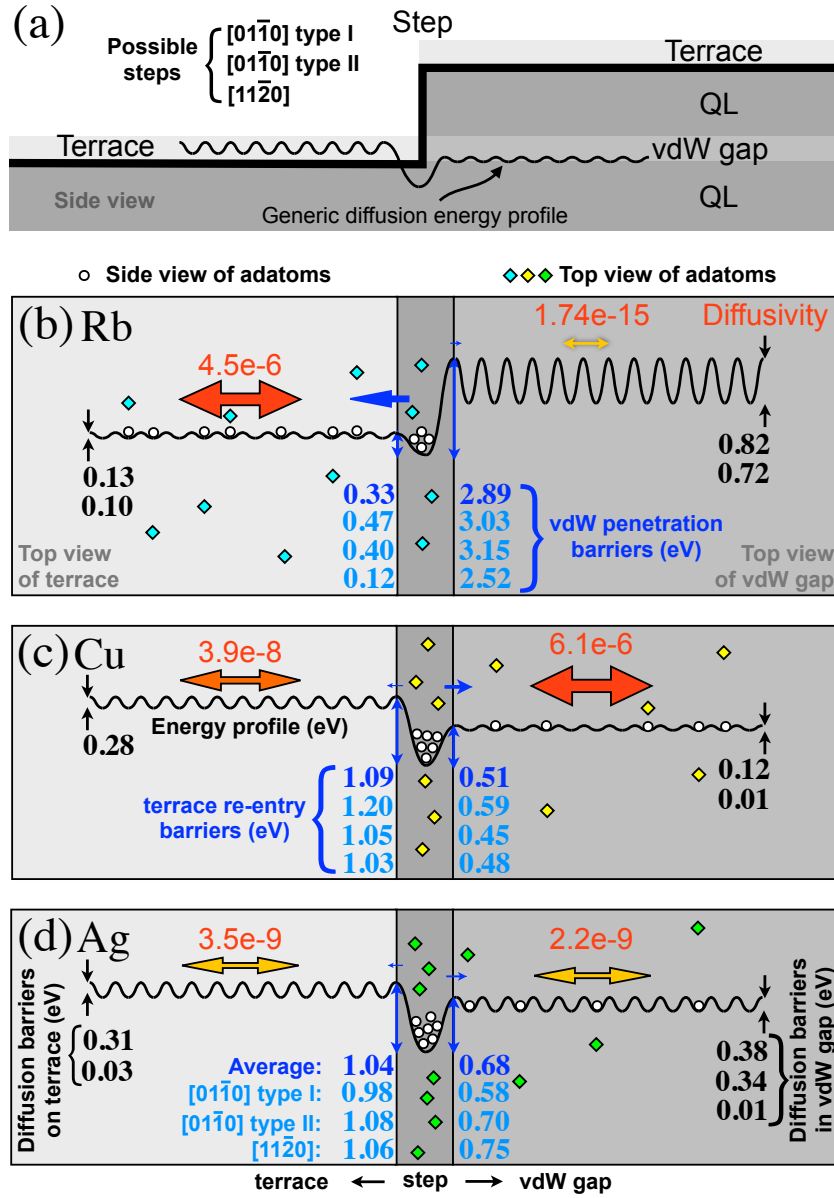 (a)
Possible
steps
[011̄0] type I
[011̄0] type II
[112̄0]
Step
Terrace
QL
Terrace
vdW gap
Side view
Generic diffusion energy profile
QL
Side view of adatoms
Top view of adatoms
(b) Rb
1.74e-15
Diffusivity
4.5e-6
0.13
0.10
0.82
0.72
0.33
0.47
0.40
0.12
2.89
3.03
3.15
2.52
vdW penetration
barriers (eV)
Top view
of terrace
Top view
of vdW gap
(c) Cu
3.9e-8
6.1e-6
Energy profile (eV)
0.28
0.12
0.01
terrace re-entry
barriers (eV)
1.09
1.20
1.05
1.03
0.51
0.59
0.45
0.48
(d) Ag
3.5e-9
2.2e-9
Diffusion barriers
on terrace (eV)
0.31
0.03
Average: 1.04 0.68
[011̄0] type I: 0.98 0.58
[011̄0] type II: 1.08 0.70
[112̄0]: 1.06 0.75
0.38
0.34
0.01
Diffusion barriers
in vdW gap (eV)
terrace ← step → vdW gap